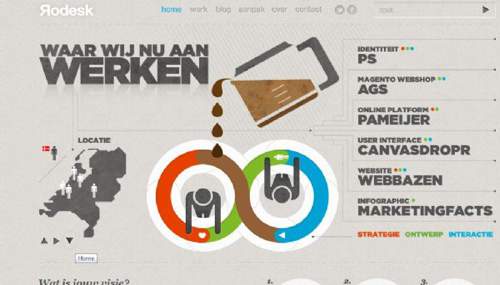 Rodesk
home work blog aanpak over contact
zoek
WAAR WIJ NU AAN
WERKEN
IDENTITEIT
PS
MAGENTO WEBSHOP
AGS
ONLINE PLATFORM
PAMEIJER
USER INTERFACE
CANVASDROPR
WEBSITE
WEBBAZEN
INFOGRAPHIC
MARKETINGFACTS
STRATEGIE ONTWERP INTERACTIE
LOCATIE
Home
Wat is jouw visie?
1. 2. 3.